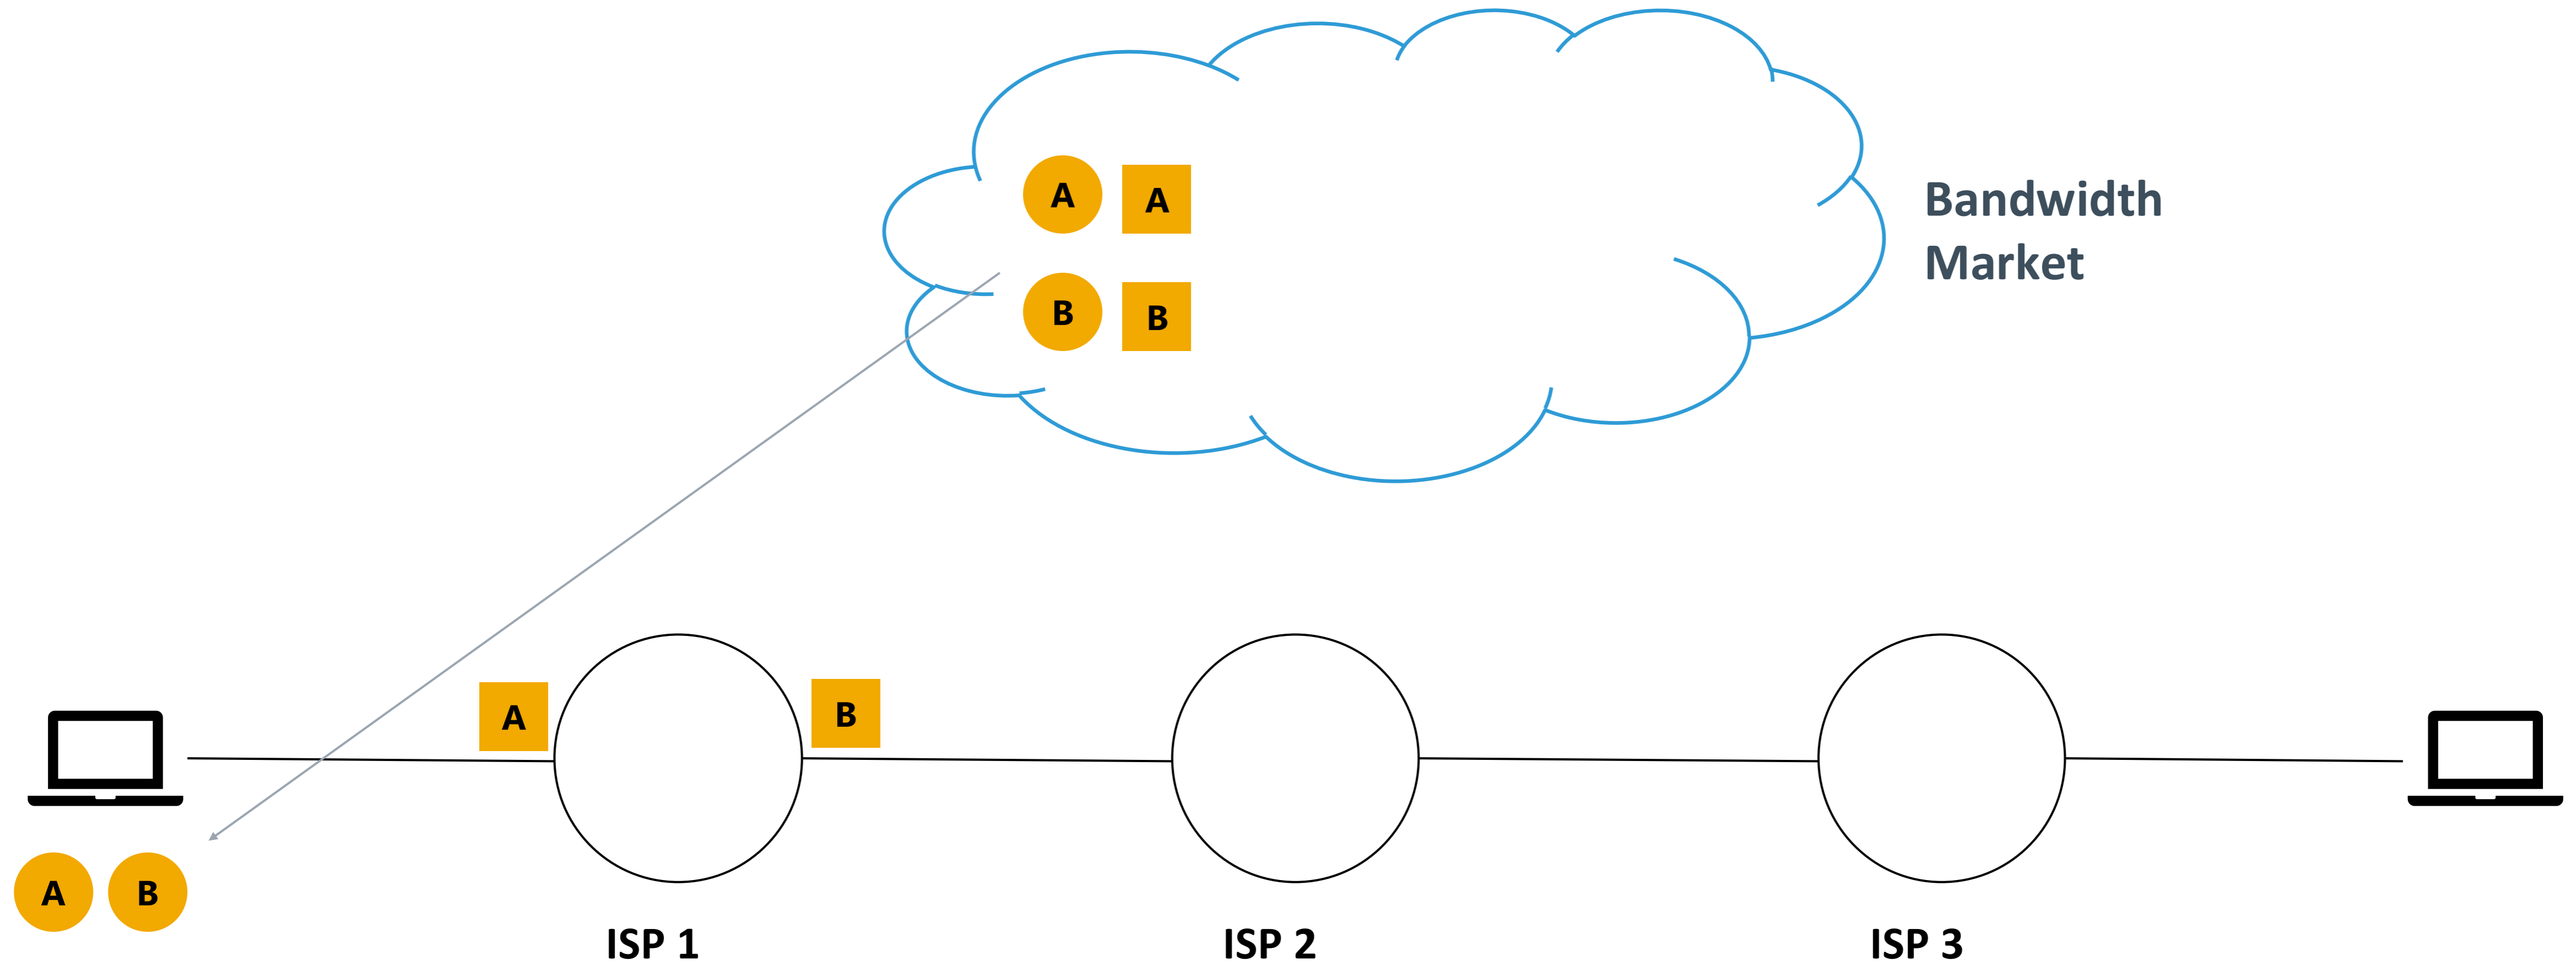 A A
Bandwidth
Market
B B
A B
A B
ISP 1 ISP 2 ISP 3